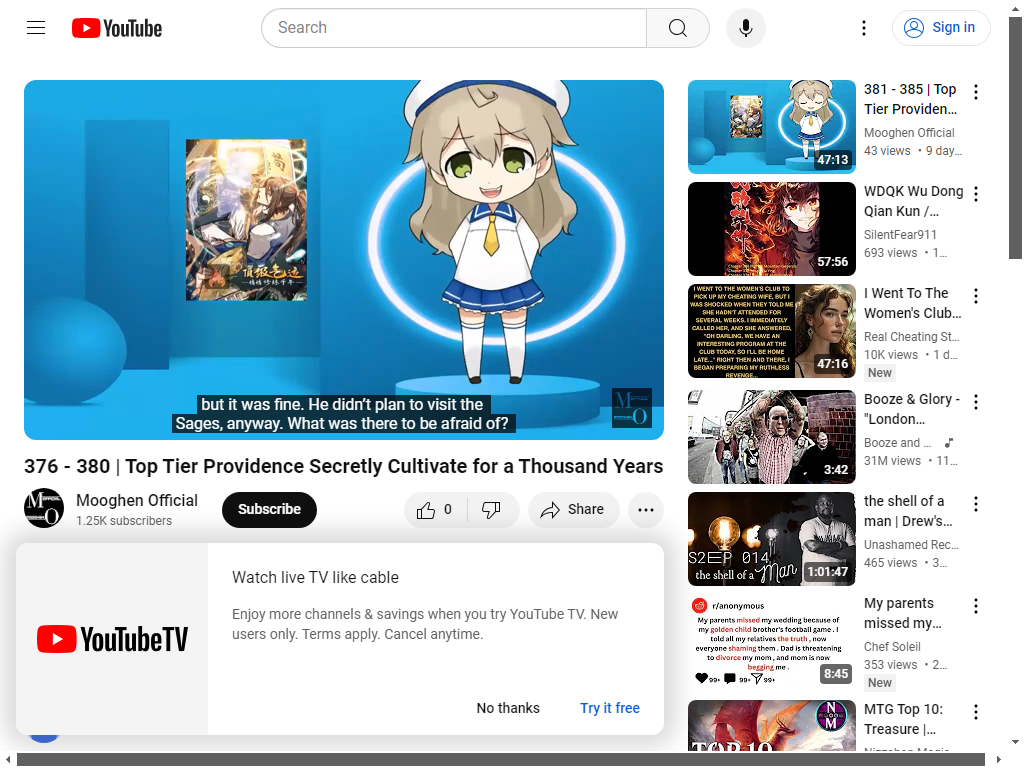 YouTube
Search
Sign in
頂級氣運
悄悄修練千年
but it was fine. He didn't plan to visit the
Sages, anyway. What was there to be afraid of?
376 - 380 | Top Tier Providence Secretly Cultivate for a Thousand Years
Mooghen Official
1.25K subscribers
Subscribe
0
Share
YouTubeTV
Watch live TV like cable
Enjoy more channels & savings when you try YouTube TV. New
users only. Terms apply. Cancel anytime.
No thanks
Try it free
47:13
381 - 385 | Top
Tier Providen...
Mooghen Official
43 views • 9 day...
57:56
WDQK Wu Dong
Qian Kun /...
SilentFear911
693 views • 1...
I WENT TO THE WOMEN'S CLUB TO
PICK UP MY CHEATING WIFE, BUT I
WAS SHOCKED WHEN THEY TOLD ME
SHE HADN'T ATTENDED FOR
SEVERAL WEEKS. I IMMEDIATELY
CALLED HER, AND SHE ANSWERED,
"OH DARLING, WE HAVE AN
INTERESTING PROGRAM AT THE
CLUB TODAY, SO I'LL BE HOME
LATE..." RIGHT THEN AND THERE, I
BEGAN PREPARING MY RUTHLESS
REVENGE...
47:16
I Went To The
Women's Club...
Real Cheating St...
10K views • 1 d...
New
3:42
Booze & Glory -
"London...
Booze and ...
31M views • 11...
S2EP 014
the shell of a Man
1:01:47
the shell of a
man | Drew's...
Unashamed Rec...
465 views • 3...
r/anonymous
My parents missed my wedding because of
my golden child brother's football game . I
told all my relatives the truth , now
everyone shaming them . Dad is threatening
to divorce my mom , and mom is now
begging me .
99+ 99+ 99+
8:45
My parents
missed my...
Chef Soleil
353 views • 2...
New
TOP 10
MTG Top 10:
Treasure |...